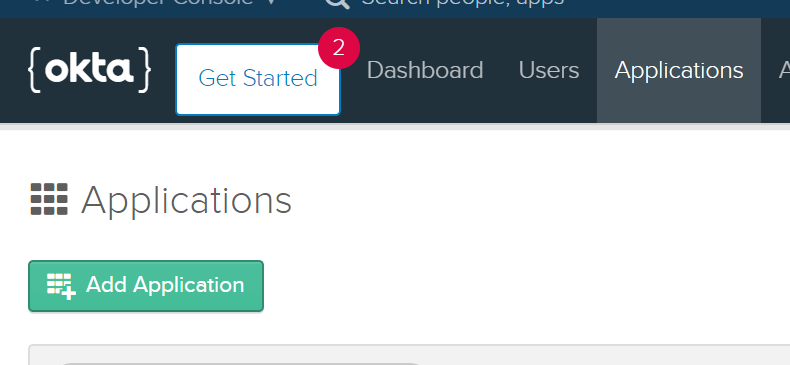 Developer Console
Search people, apps
{okta}
Get Started
2
Dashboard
Users
Applications
A
Applications
Add Application